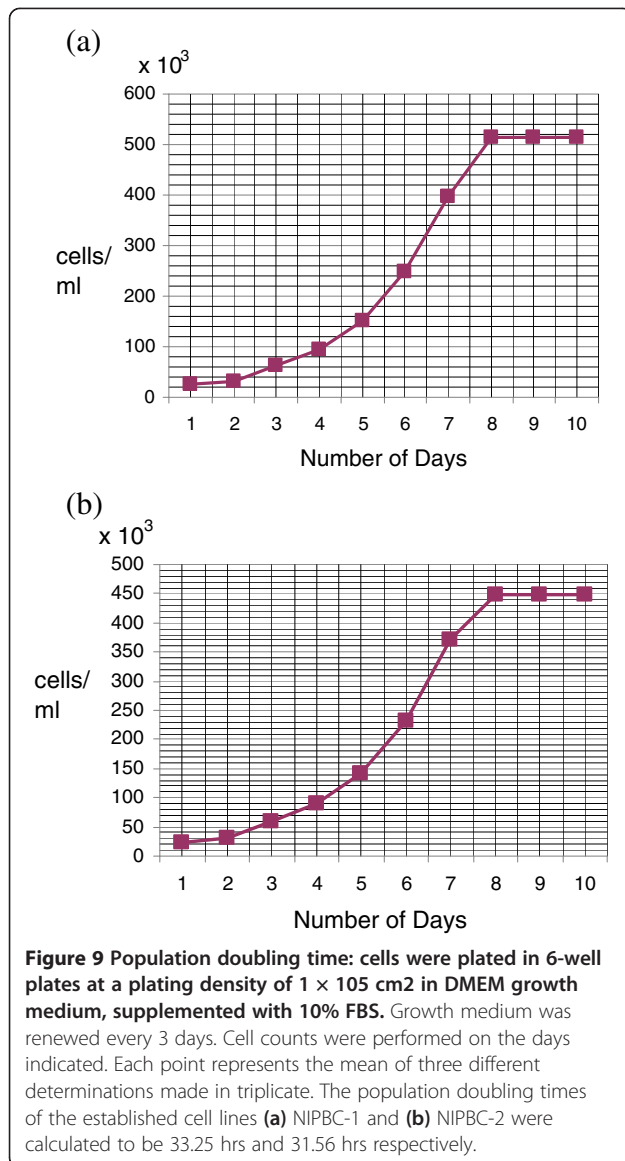 (a)
x 10³
600
500
400
300
200
100
0
cells/
ml
1 2 3 4 5 6 7 8 9 10
Number of Days
(b)
x 10³
500
450
400
350
300
250
200
150
100
50
0
cells/
ml
1 2 3 4 5 6 7 8 9 10
Number of Days
Figure 9 Population doubling time: cells were plated in 6-well
plates at a plating density of 1 × 105 cm2 in DMEM growth
medium, supplemented with 10% FBS. Growth medium was
renewed every 3 days. Cell counts were performed on the days
indicated. Each point represents the mean of three different
determinations made in triplicate. The population doubling times
of the established cell lines (a) NIPBC-1 and (b) NIPBC-2 were
calculated to be 33.25 hrs and 31.56 hrs respectively.